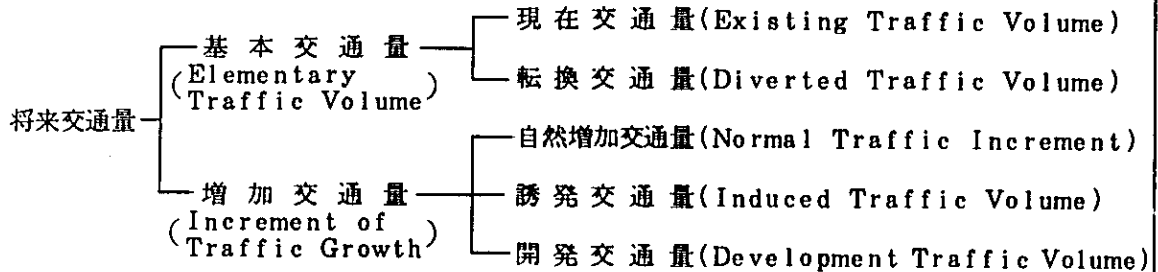 現在交通量(Existing Traffic Volume)
基本交通量
(Elementary
Traffic Volume)
転換交通量(Diverted Traffic Volume)
将来交通量
自然増加交通量(Normal Traffic Increment)
増加交通量
(Increment of
Traffic Growth)
誘発交通量(Induced Traffic Volume)
開発交通量(Development Traffic Volume)